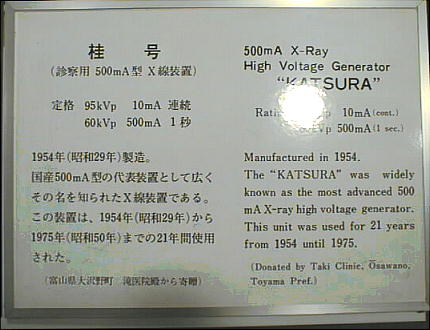 桂 号
(診察用 500mA型 X線装置)
定格 95kVp 10mA 連続
60kVp 500mA 1秒
1954年(昭和29年)製造。
国産500mA型の代表装置として広く
その名を知られたX線装置である。
この装置は、1954年(昭和29年)から
1975年(昭和50年)までの21年間使用
された。
(富山県大沢野町 滝医院殿から寄贈)
500mA X-Ray
High Voltage Generator
"KATSURA"
10mA (cont.)
500mA (1 sec.)
Manufactured in 1954.
The "KATSURA" was widely
known as the most advanced 500
mA X-ray high voltage generator.
This unit was used for 21 years
from 1954 until 1975.
(Donated by Taki Clinic, Ōsawano,
Toyama Pref.)